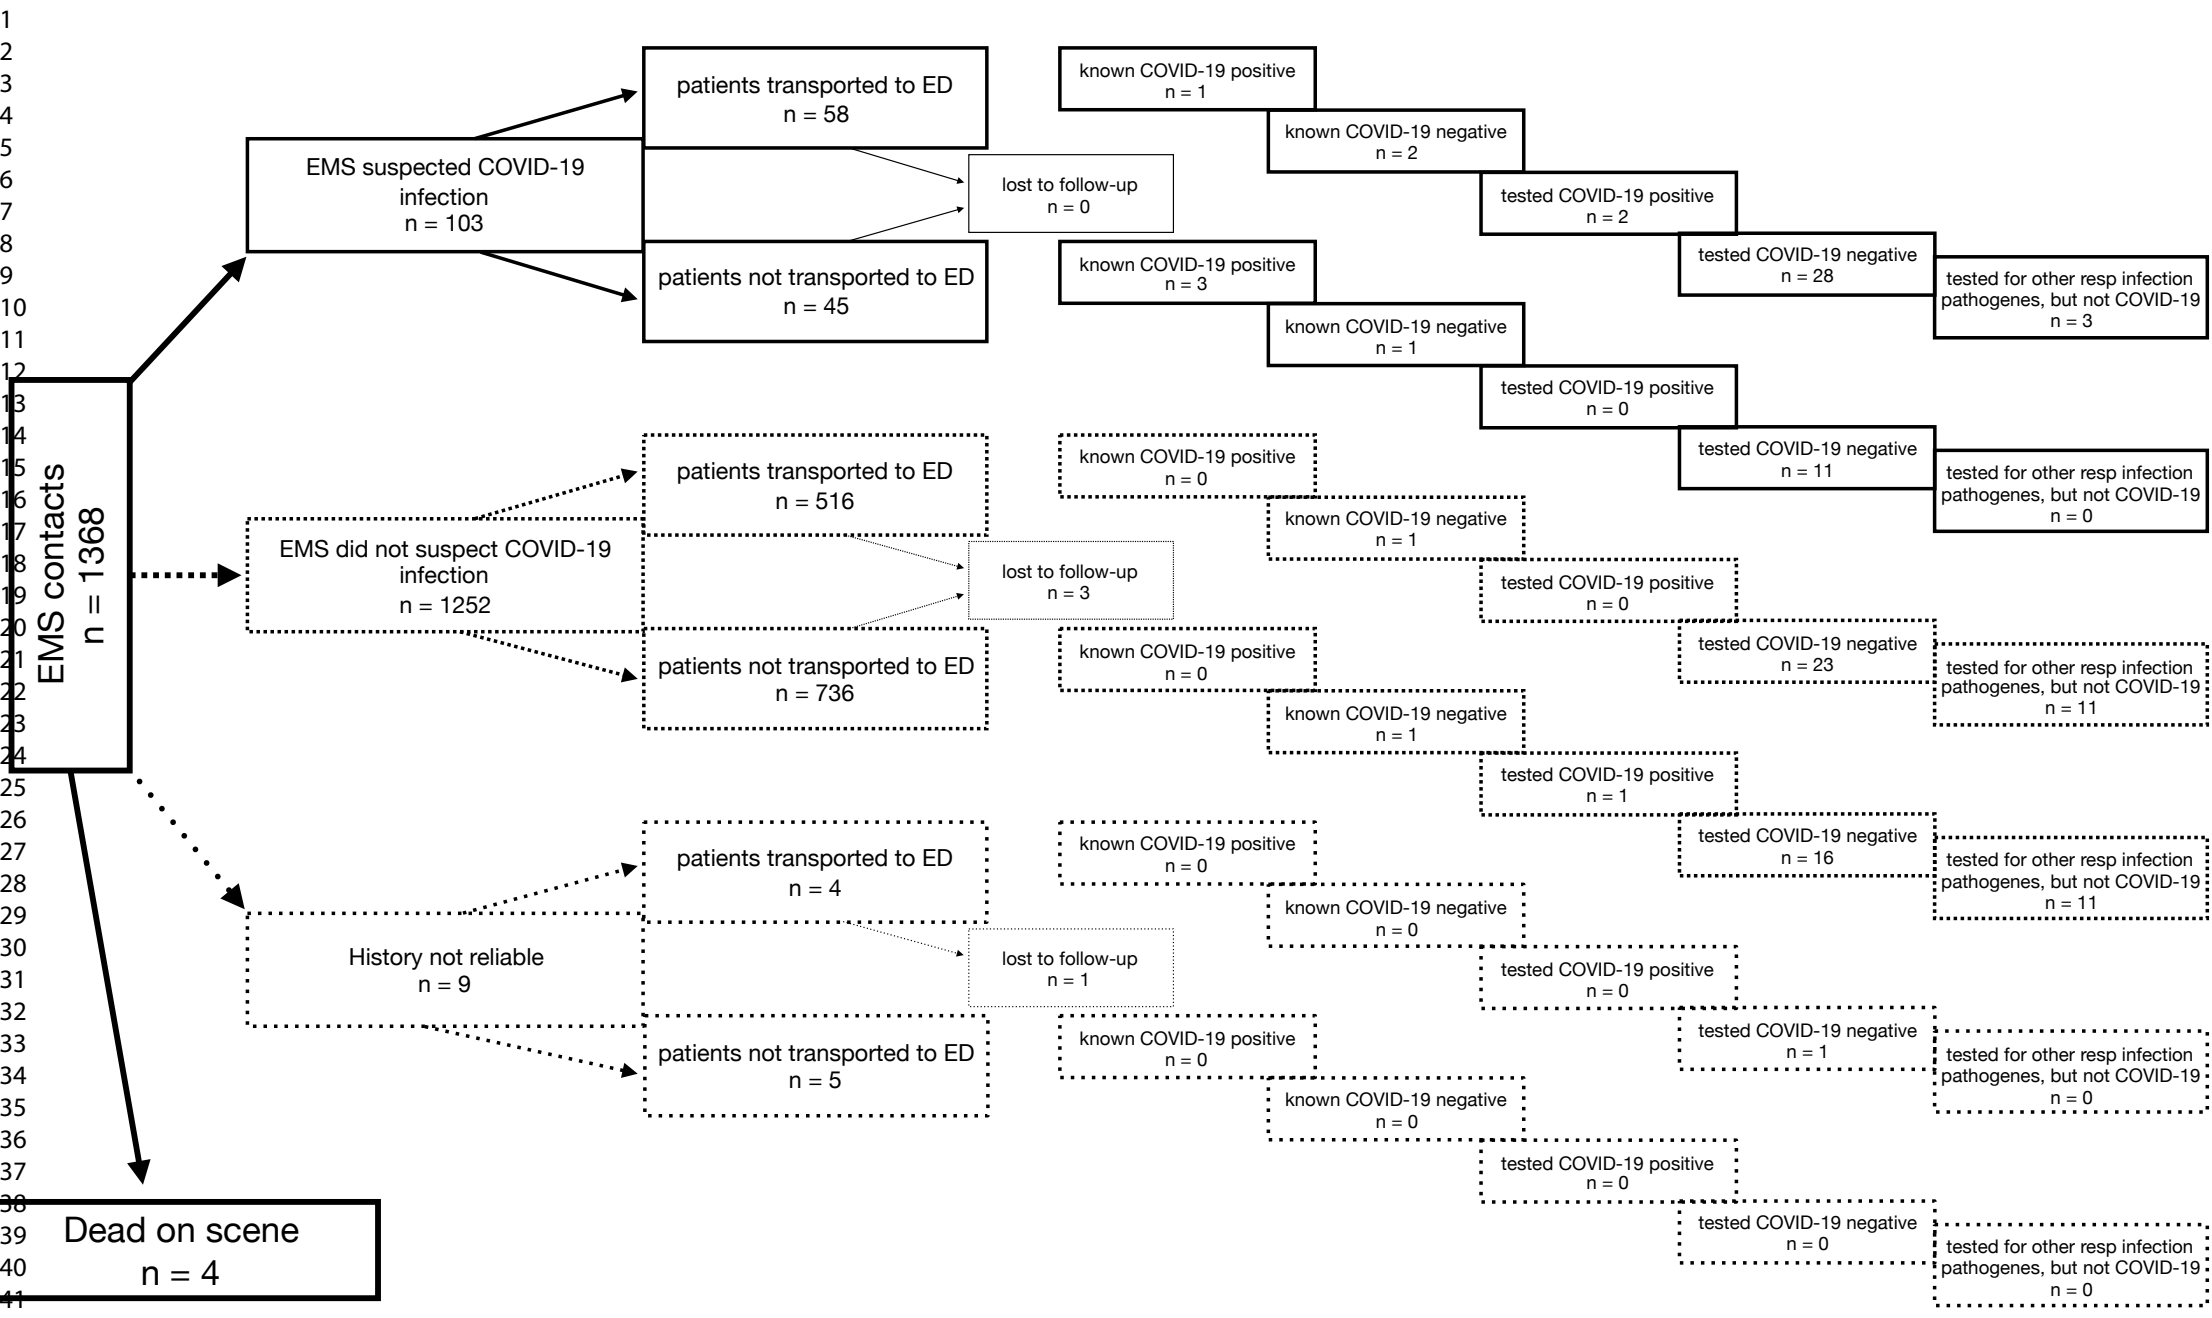 1
2
3
4
5
6
7
8
9
10
11
12
13
14
15
16
17
18
19
20
21
22
23
24
25
26
27
28
29
30
31
32
33
34
35
36
37
38
39
40
41
EMS contacts
n = 1368
EMS suspected COVID-19
infection
n = 103
patients transported to ED
n = 58
lost to follow-up
n = 0
patients not transported to ED
n = 45
known COVID-19 positive
n = 1
known COVID-19 negative
n = 2
tested COVID-19 positive
n = 2
tested COVID-19 negative
n = 28
tested for other resp infection
pathogenes, but not COVID-19
n = 3
known COVID-19 positive
n = 3
known COVID-19 negative
n = 1
tested COVID-19 positive
n = 0
tested COVID-19 negative
n = 11
tested for other resp infection
pathogenes, but not COVID-19
n = 0
EMS did not suspect COVID-19
infection
n = 1252
patients transported to ED
n = 516
lost to follow-up
n = 3
patients not transported to ED
n = 736
known COVID-19 positive
n = 0
known COVID-19 negative
n = 1
tested COVID-19 positive
n = 0
tested COVID-19 negative
n = 23
tested for other resp infection
pathogenes, but not COVID-19
n = 11
known COVID-19 positive
n = 0
known COVID-19 negative
n = 1
tested COVID-19 positive
n = 1
tested COVID-19 negative
n = 16
tested for other resp infection
pathogenes, but not COVID-19
n = 11
History not reliable
n = 9
patients transported to ED
n = 4
lost to follow-up
n = 1
patients not transported to ED
n = 5
known COVID-19 positive
n = 0
known COVID-19 negative
n = 0
tested COVID-19 positive
n = 0
tested COVID-19 negative
n = 1
tested for other resp infection
pathogenes, but not COVID-19
n = 0
known COVID-19 positive
n = 0
known COVID-19 negative
n = 0
tested COVID-19 positive
n = 0
tested COVID-19 negative
n = 0
tested for other resp infection
pathogenes, but not COVID-19
n = 0
Dead on scene
n = 4